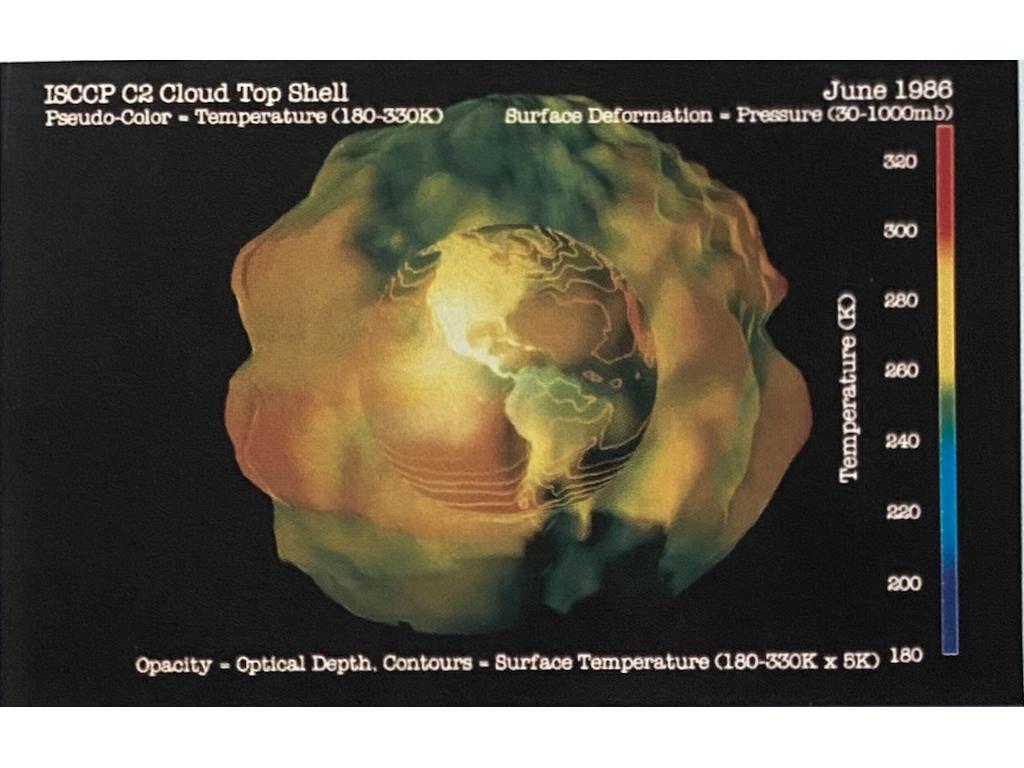 ISCCP C2 Cloud Top Shell
June 1986
Pseudo-Color = Temperature (180-330K)
Surface Deformation = Pressure (30-1000mb)
320
300
280
260
240
220
200
180
Temperature (K)
Opacity = Optical Depth, Contours = Surface Temperature (180-330K x 5K)